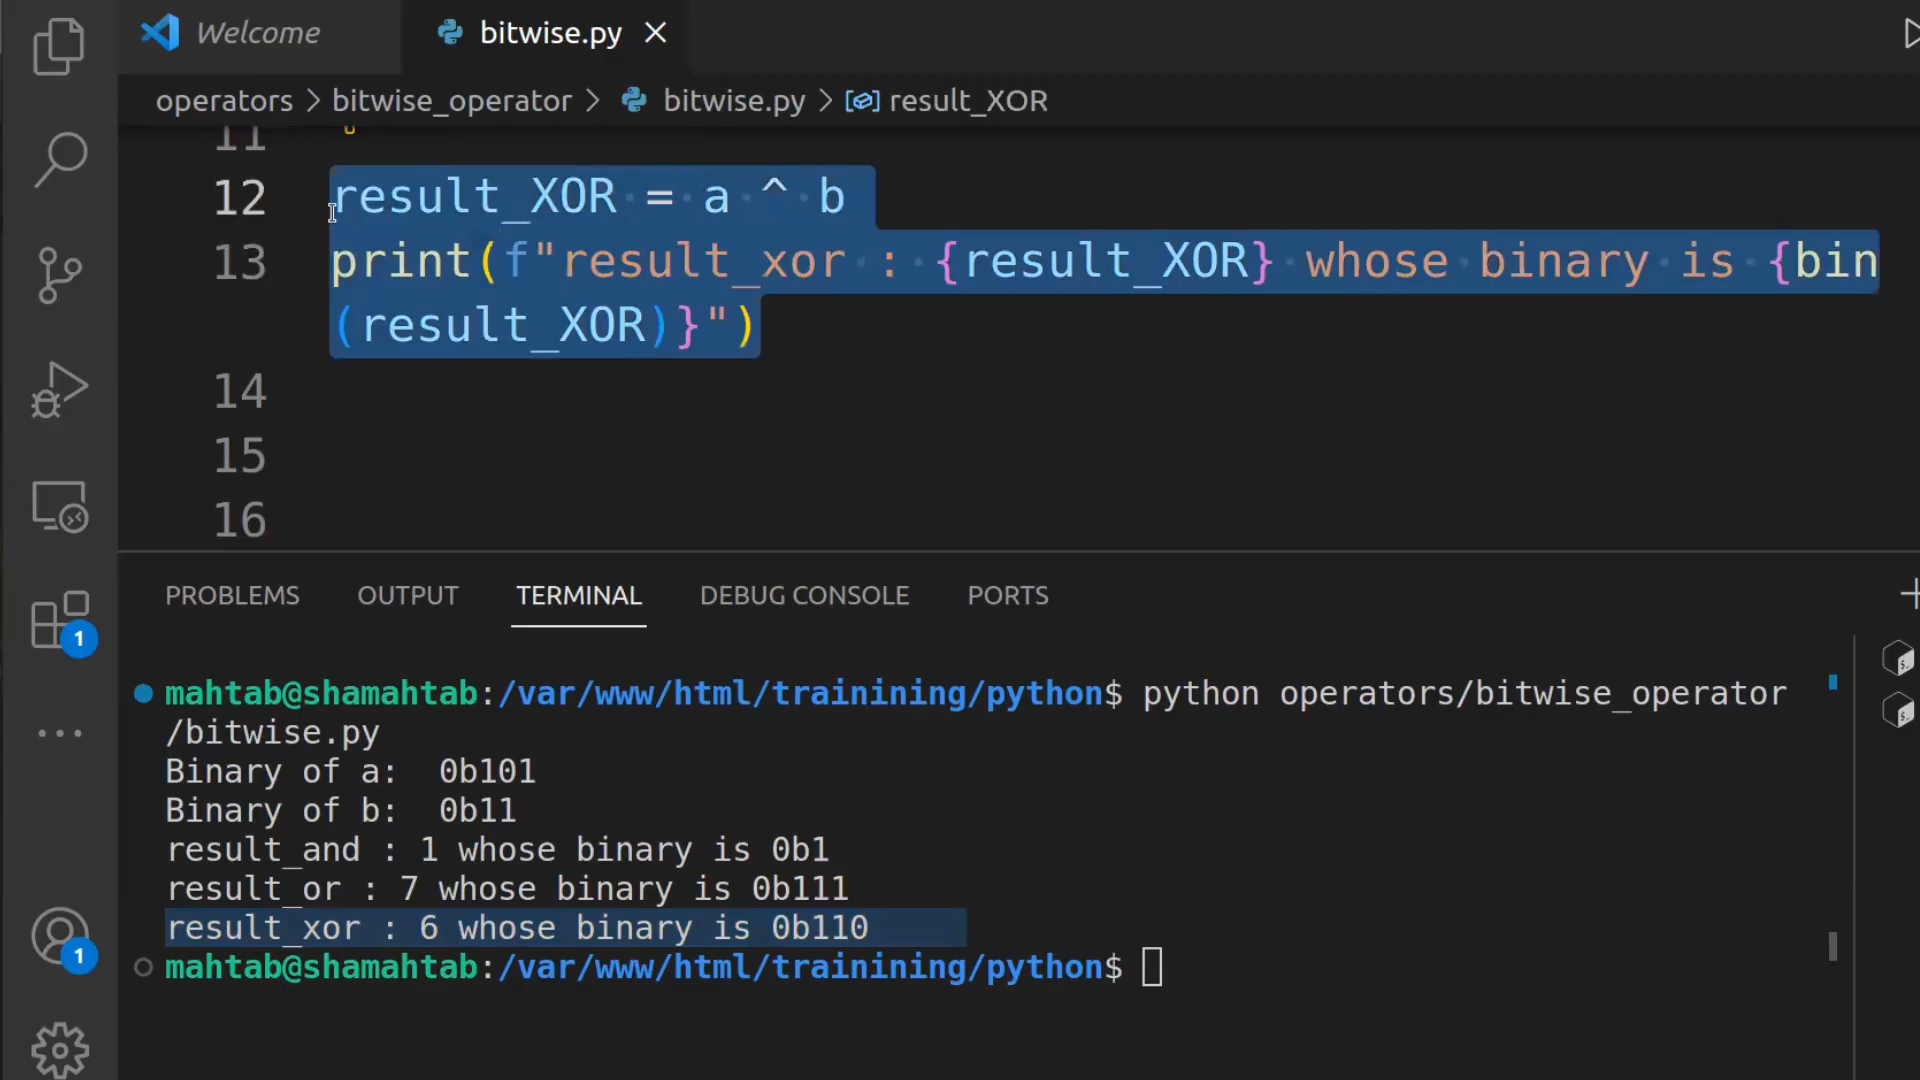 Welcome
bitwise.py
operators > bitwise_operator > bitwise.py > result_XOR
11
12 result_XOR = a ^ b
13 print(f"result_xor : {result_XOR} whose binary is {bin
(result_XOR)}")
14
15
16
PROBLEMS OUTPUT TERMINAL DEBUG CONSOLE PORTS
1
mahtab@shamahtab:/var/www/html/trainining/python$ python operators/bitwise_operator
/bitwise.py
Binary of a:  0b101
Binary of b:  0b11
result_and : 1 whose binary is 0b1
result_or : 7 whose binary is 0b111
result_xor : 6 whose binary is 0b110
1
mahtab@shamahtab:/var/www/html/trainining/python$